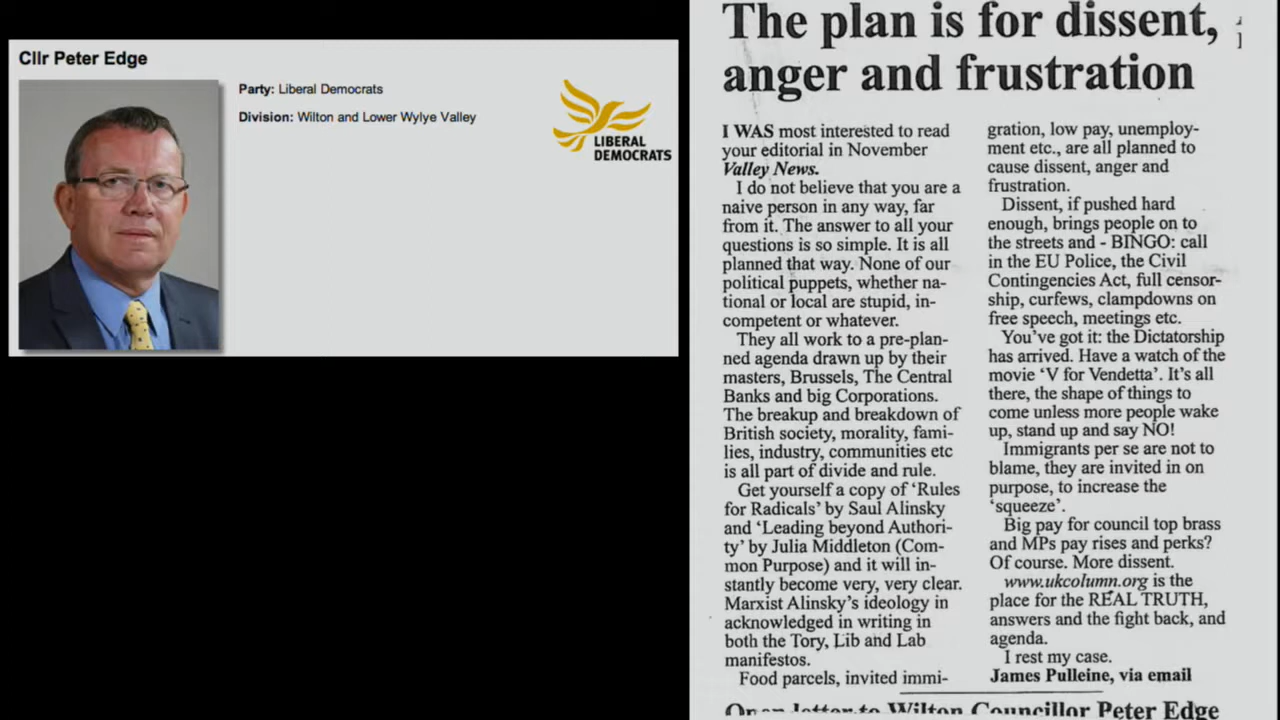 Cllr Peter Edge
Party: Liberal Democrats
Division: Wilton and Lower Wylye Valley
LIBERAL
DEMOCRATS
The plan is for dissent,
anger and frustration
I WAS most interested to read
your editorial in November
Valley News.
I do not believe that you are a
naive person in any way, far
from it. The answer to all your
questions is so simple. It is all
planned that way. None of our
political puppets, whether na-
tional or local are stupid, in-
competent or whatever.
They all work to a pre-plan-
ned agenda drawn up by their
masters, Brussels, The Central
Banks and big Corporations.
The breakup and breakdown of
British society, morality, fami-
lies, industry, communities etc
is all part of divide and rule.
Get yourself a copy of ‘Rules
for Radicals’ by Saul Alinsky
and ‘Leading beyond Authori-
ty’ by Julia Middleton (Com-
mon Purpose) and it will in-
stantly become very, very clear.
Marxist Alinsky’s ideology in
acknowledged in writing in
both the Tory, Lib and Lab
manifestos.
Food parcels, invited immi-
gration, low pay, unemploy-
ment etc., are all planned to
cause dissent, anger and
frustration.
Dissent, if pushed hard
enough, brings people on to
the streets and - BINGO: call
in the EU Police, the Civil
Contingencies Act, full censor-
ship, curfews, clampdowns on
free speech, meetings etc.
You’ve got it: the Dictatorship
has arrived. Have a watch of the
movie ‘V for Vendetta’. It’s all
there, the shape of things to
come unless more people wake
up, stand up and say NO!
Immigrants per se are not to
blame, they are invited in on
purpose, to increase the
‘squeeze’.
Big pay for council top brass
and MPs pay rises and perks?
Of course. More dissent.
www.ukcolumn.org is the
place for the REAL TRUTH,
answers and the fight back, and
agenda.
I rest my case.
James Pulleine, via email
letter to Wilton Councillor Peter Edge